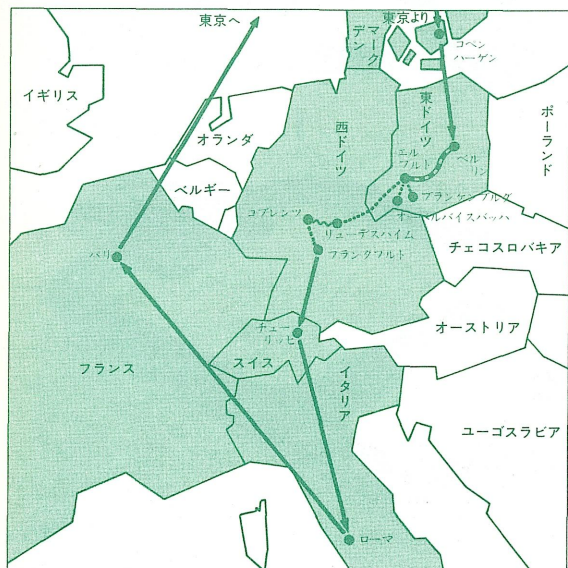 東京へ
東京より
デン
マーク
コペン
ハーゲン
イギリス
オランダ
ベルギー
西ドイツ
東ドイツ
ポーランド
エル
フルト
ベル
リン
ブランケンブルグ
オーベルバイスバッハ
コブレンツ
リューデスハイム
フランクフルト
チェコスロバキア
パリ
チュー
リッヒ
オーストリア
スイス
フランス
イタリア
ユーゴスラビア
ローマ